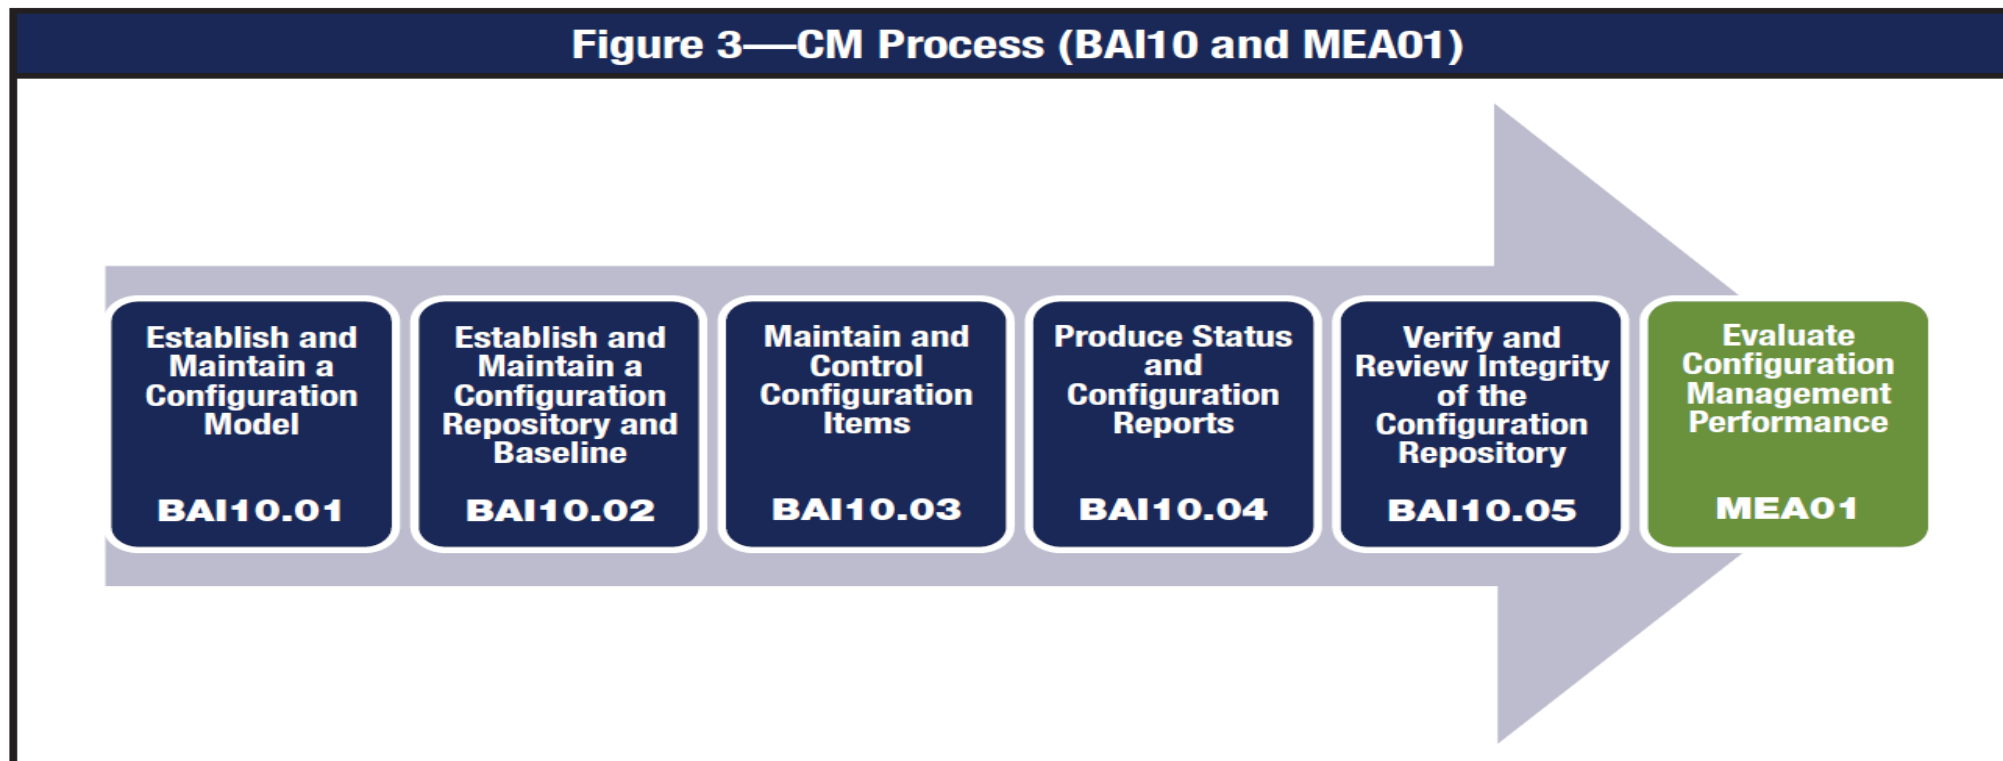 Figure 3—CM Process (BAI10 and MEA01)
Establish and
Maintain a
Configuration
Model
BAI10.01
Establish and
Maintain a
Configuration
Repository and
Baseline
BAI10.02
Maintain and
Control
Configuration
Items
BAI10.03
Produce Status
and
Configuration
Reports
BAI10.04
Verify and
Review Integrity
of the
Configuration
Repository
BAI10.05
Evaluate
Configuration
Management
Performance
MEA01